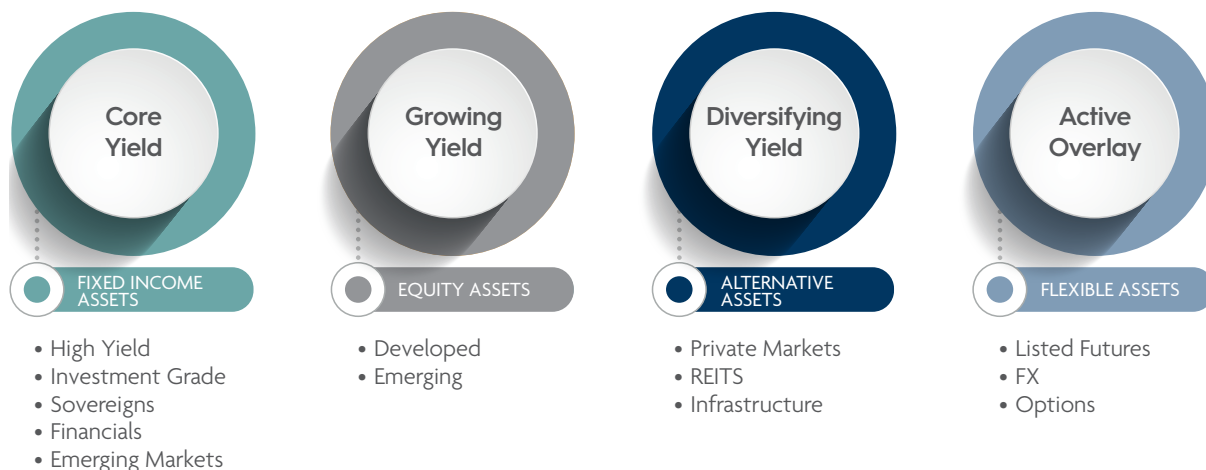 Core
Yield
FIXED INCOME
ASSETS
• High Yield
• Investment Grade
• Sovereigns
• Financials
• Emerging Markets
Growing
Yield
EQUITY ASSETS
• Developed
• Emerging
Diversifying
Yield
ALTERNATIVE
ASSETS
• Private Markets
• REITS
• Infrastructure
Active
Overlay
FLEXIBLE ASSETS
• Listed Futures
• FX
• Options